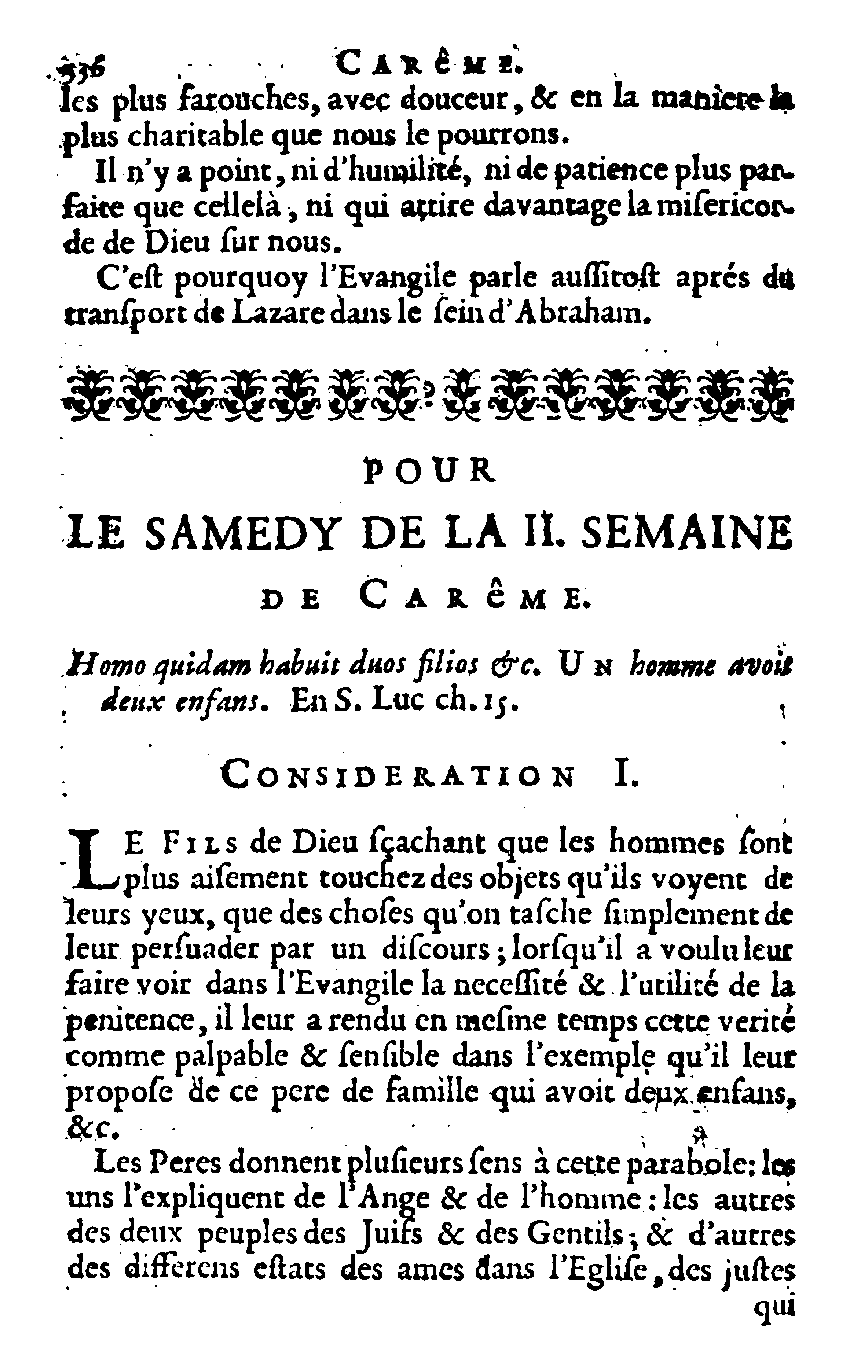 336 CARÊME.
les plus farouches, avec douceur, & en la maniere la
plus charitable que nous le pourrons.
Il n'y a point, ni d'humilité, ni de patience plus par-
faite que cellelà, ni qui attire davantage la miſericor-
de de Dieu ſur nous.
C'eſt pourquoy l'Evangile parle auſſitoſt aprés du
tranſport de Lazare dans le ſein d'Abraham.
POUR
LE SAMEDY DE LA II. SEMAINE
DE CARÊME.
Homo quidam habuit duos filios &c. UN homme avoit
deux enfans. En S. Luc ch. 15.
CONSIDERATION I.
LE FILS de Dieu ſçachant que les hommes ſont
plus aiſement touchez des objets qu'ils voyent de
leurs yeux, que des choſes qu'on taſche ſimplement de
leur perſuader par un diſcours; lorſqu'il a voulu leur
faire voir dans l'Evangile la neceſſité & l'utilité de la
penitence, il leur a rendu en meſme temps cette verité
comme palpable & ſenſible dans l'exemple qu'il leur
propoſe de ce pere de famille qui avoit deux enfans,
&c.
Les Peres donnent pluſieurs ſens à cette parabole: les
uns l'expliquent de l'Ange & de l'homme: les autres
des deux peuples des Juifs & des Gentils; & d'autres
des differens eſtats des ames dans l'Egliſe, des juſtes
qui